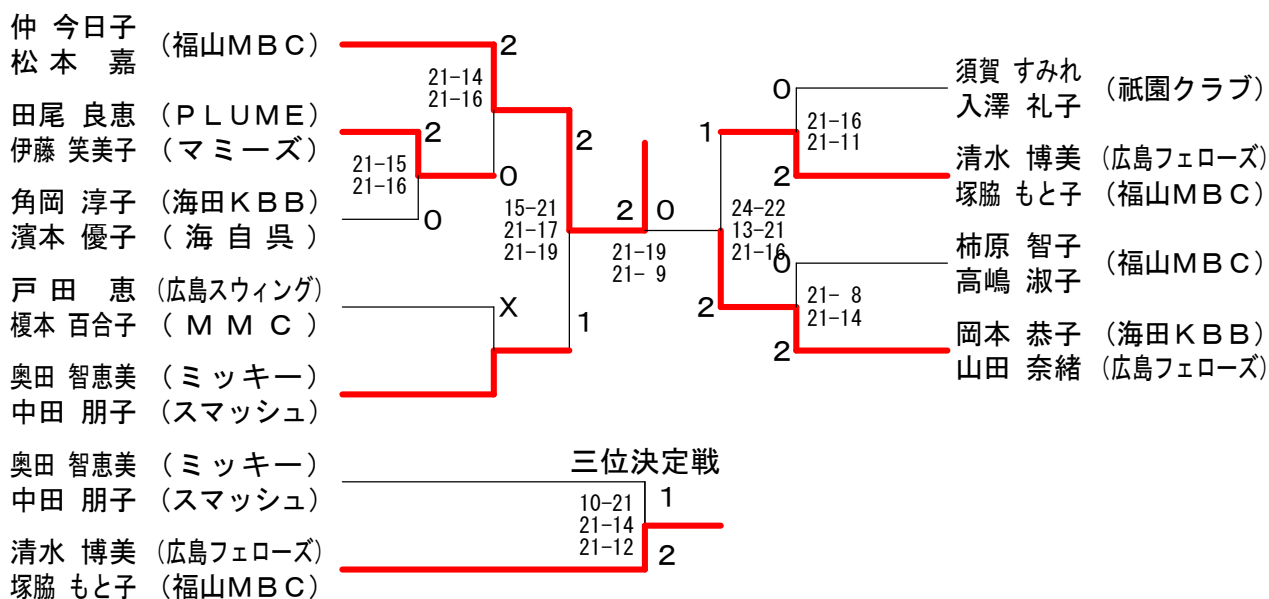 仲 今日子 (福山MBC)
松本 嘉
2
21-14
21-16
田尾 良恵 (PLUME)
伊藤 笑美子 (マミーズ)
2
21-15
21-16
0
角岡 淳子 (海田KBB)
濱本 優子 (海自呉)
0
2
15-21
21-17
21-19
戸田 恵 (広島スウィング)
榎本 百合子 (MMC)
X
1
奥田 智恵美 (ミッキー)
中田 朋子 (スマッシュ)
2 0
21-19
21- 9
須賀 すみれ (祇園クラブ)
入澤 礼子
0
21-16
21-11
1
清水 博美 (広島フェローズ)
塚脇 もと子 (福山MBC)
2
24-22
13-21
21-16
柿原 智子 (福山MBC)
高嶋 淑子
0
21- 8
21-14
2
岡本 恭子 (海田KBB)
山田 奈緒 (広島フェローズ)
2
三位決定戦
奥田 智恵美 (ミッキー)
中田 朋子 (スマッシュ)
1
10-21
21-14
21-12
清水 博美 (広島フェローズ)
塚脇 もと子 (福山MBC)
2